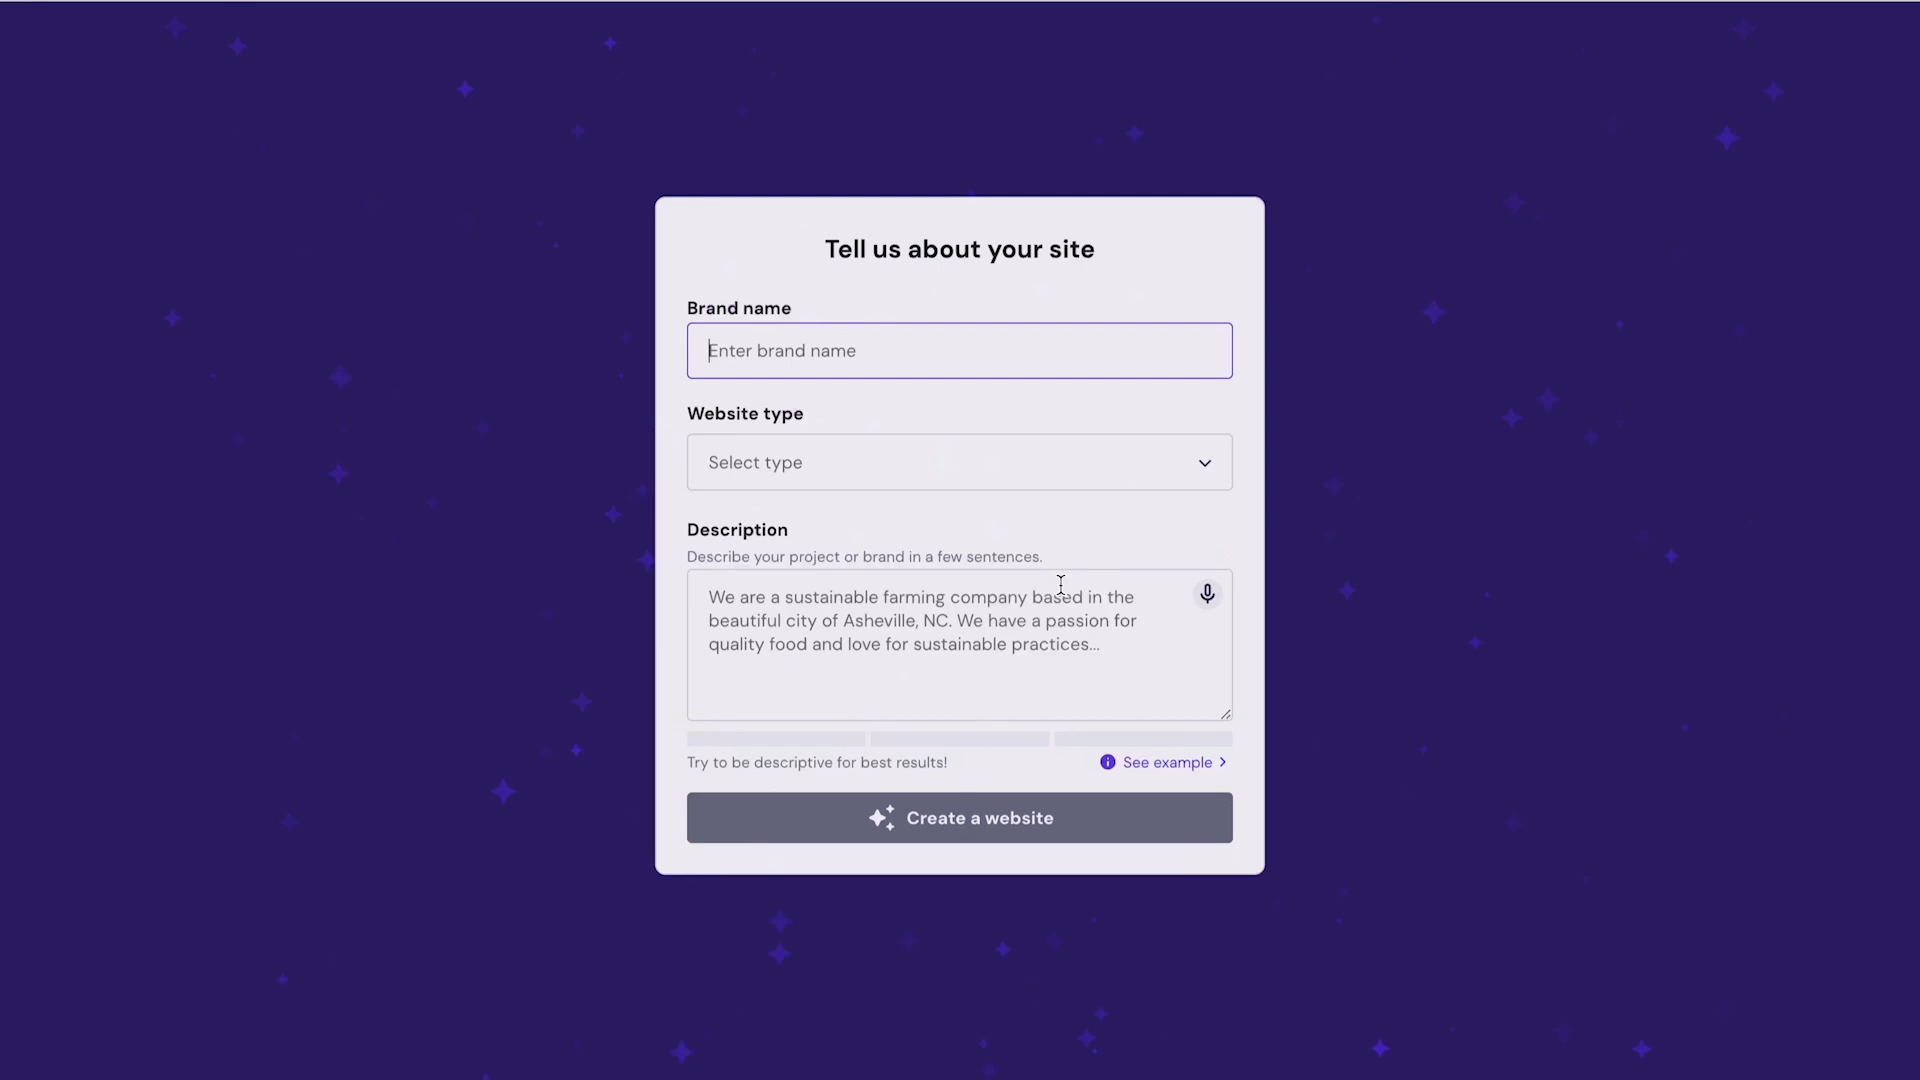 Tell us about your site
Brand name
Enter brand name
Website type
Select type
Description
Describe your project or brand in a few sentences.
We are a sustainable farming company based in the
beautiful city of Asheville, NC. We have a passion for
quality food and love for sustainable practices...
Try to be descriptive for best results!
See example
Create a website